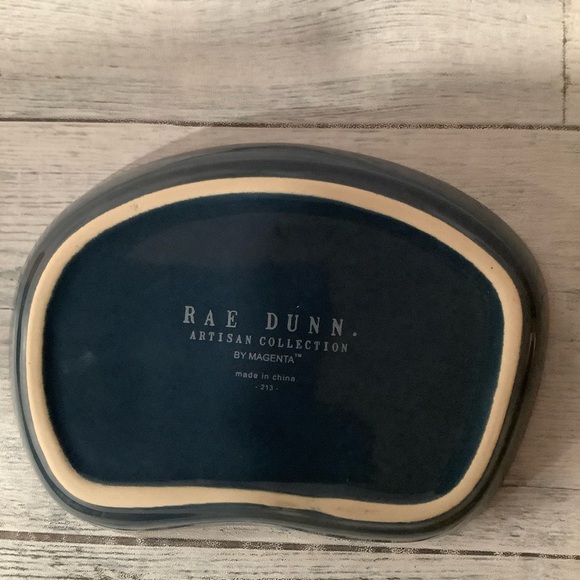 RAE DUNN.
ARTISAN COLLECTION
BY MAGENTA™
made in china
- 213 -